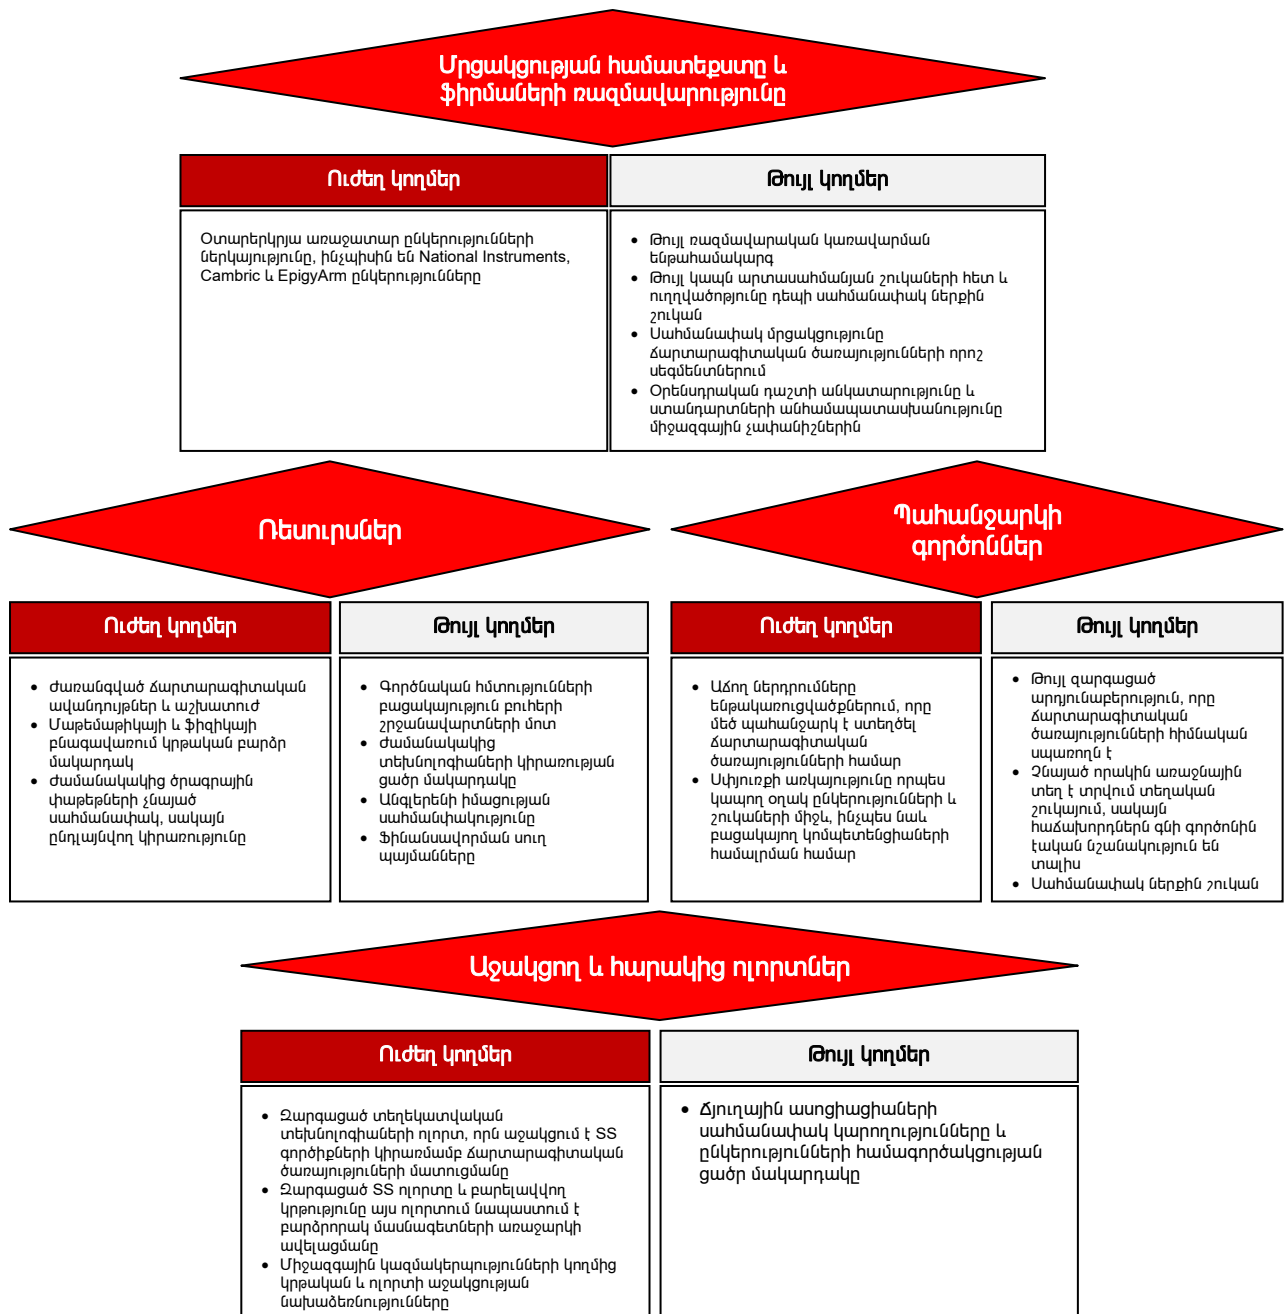 Մրցակցության համատեքստը և
ֆիրմաների ռազմավարությունը
Ուժեղ կողմեր
Թույլ կողմեր
Օտարերկրյա առաջատար ընկերությունների
ներկայությունը, ինչպիսին են National Instruments,
Cambric և EpigyArm ընկերությունները
• Թույլ ռազմավարական կառավարման
ենթահամակարգ
• Թույլ կապն արտասահմանյան շուկաների հետ և
ուղղվածոթյունը դեպի սահմանափակ ներքին
շուկան
• Սահմանափակ մրցակցությունը
ճարտարագիտական ծառայությունների որոշ
սեգմենտներում
• Օրենսդրական դաշտի անկատարությունը և
ստանդարտների անհամապատասխանությունը
միջազգային չափանիշներին
Ռեսուրսներ
Պահանջարկի
գործոններ
Ուժեղ կողմեր
Թույլ կողմեր
Ուժեղ կողմեր
Թույլ կողմեր
• Ժառանգված ճարտարագիտական
ավանդույթներ և աշխատուժ
• Մաթեմաթիկայի և ֆիզիկայի
բնագավառում կրթական բարձր
մակարդակ
• Ժամանակակից ծրագրային
փաթեթների չնայած
սահմանափակ, սակայն
ընդլայնվող կիրառությունը
• Գործնական հմտությունների
բացակայություն բուհերի
շրջանավարտների մոտ
• Ժամանակակից
տեխնոլոգիաների կիրառության
ցածր մակարդակը
• Անգլերենի իմացության
սահմանփակությունը
• Ֆինանսավորման սուղ
պայմանները
• Աճող ներդրումները
ենթակառուցվածքներում, որը
մեծ պահանջարկ է ստեղծել
ճարտարագիտական
ծառայությունների համար
• Սփյուռքի առկայությունը որպես
կապող օղակ ընկերությունների և
շուկաների միջև, ինչպես նաև
բացակայող կոմպետենցիաների
համալրման համար
• Թույլ զարգացած
արդյունաբերություն, որը
ճարտարագիտական
ծառայությունների հիմնական
սպառողն է
• Չնայած որակին առաջնային
տեղ է տրվում տեղական
շուկայում, սակայն
հաճախորդներն գնի գործոնին
էական նշանակություն են
տալիս
• Սահմանափակ ներքին շուկան
Աջակցող և հարակից ոլորտներ
Ուժեղ կողմեր
Թույլ կողմեր
• Զարգացած տեղեկատվական
տեխնոլոգիաների ոլորտ, որն աջակցում է ՏՏ
գործիքների կիրառմամբ ճարտարագիտական
ծառայություների մատուցմանը
• Զարգացած ՏՏ ոլորտը և բարելավվող
կրթությունը այս ոլորտում նապաստում է
բարձրորակ մասնագետների առաջարկի
ավելացմանը
• Միջազգային կազմակերպությունների կողմից
կրթական և ոլորտի աջակցության
նախաձեռնությունները
• Ճյուղային ասոցիացիաների
սահմանափակ կարողությունները և
ընկերությունների համագործակցության
ցածր մակարդակը